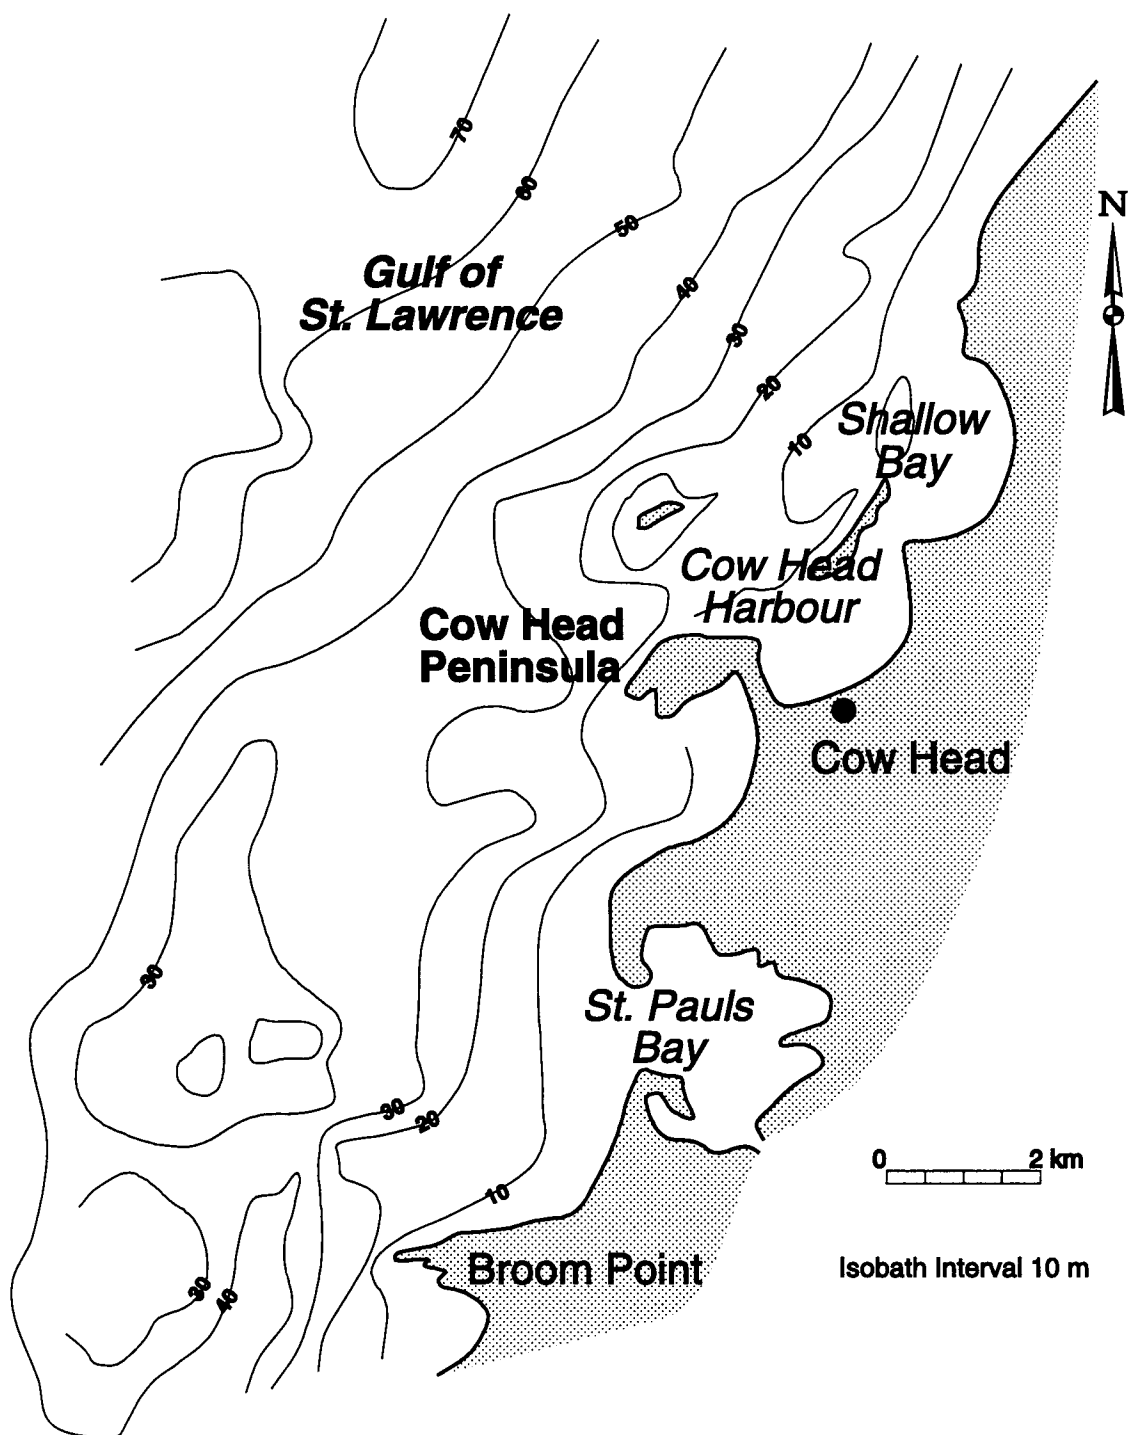 70
60
50
N
Gulf of
St. Lawrence
40
30
20
Shallow
Bay
10
Cow Head
Harbour
Cow Head
Peninsula
Cow Head
30
St. Pauls
Bay
30
20
0 2 km
10
Isobath Interval 10 m
Broom Point
30
40